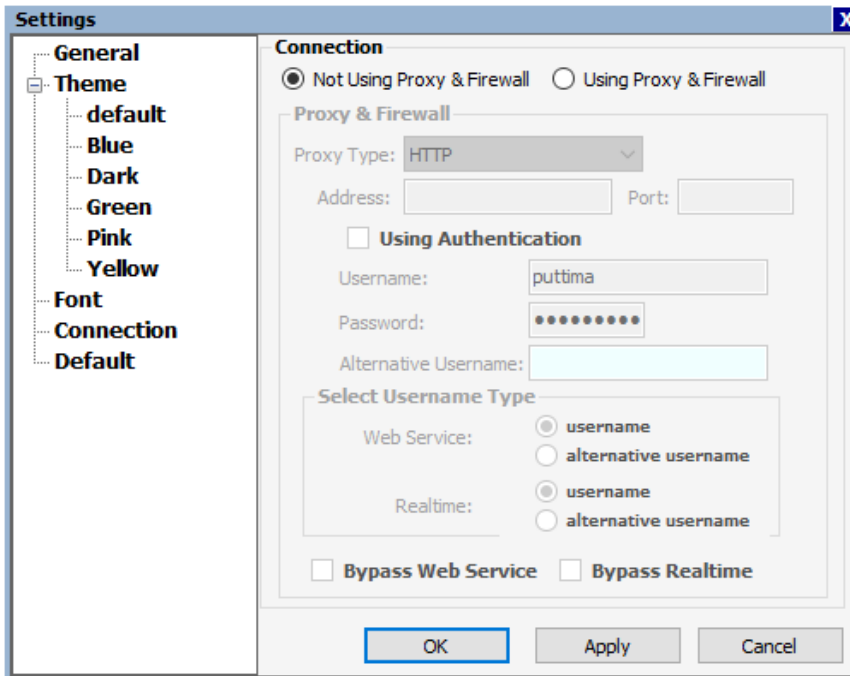 Settings
X
General
Theme
default
Blue
Dark
Green
Pink
Yellow
Font
Connection
Default
Connection
Not Using Proxy & Firewall Using Proxy & Firewall
Proxy & Firewall
Proxy Type: HTTP
Address: Port:
Using Authentication
Username: puttima
Password: •••••••••
Alternative Username:
Select Username Type
Web Service: username
alternative username
Realtime: username
alternative username
Bypass Web Service Bypass Realtime
OK Apply Cancel